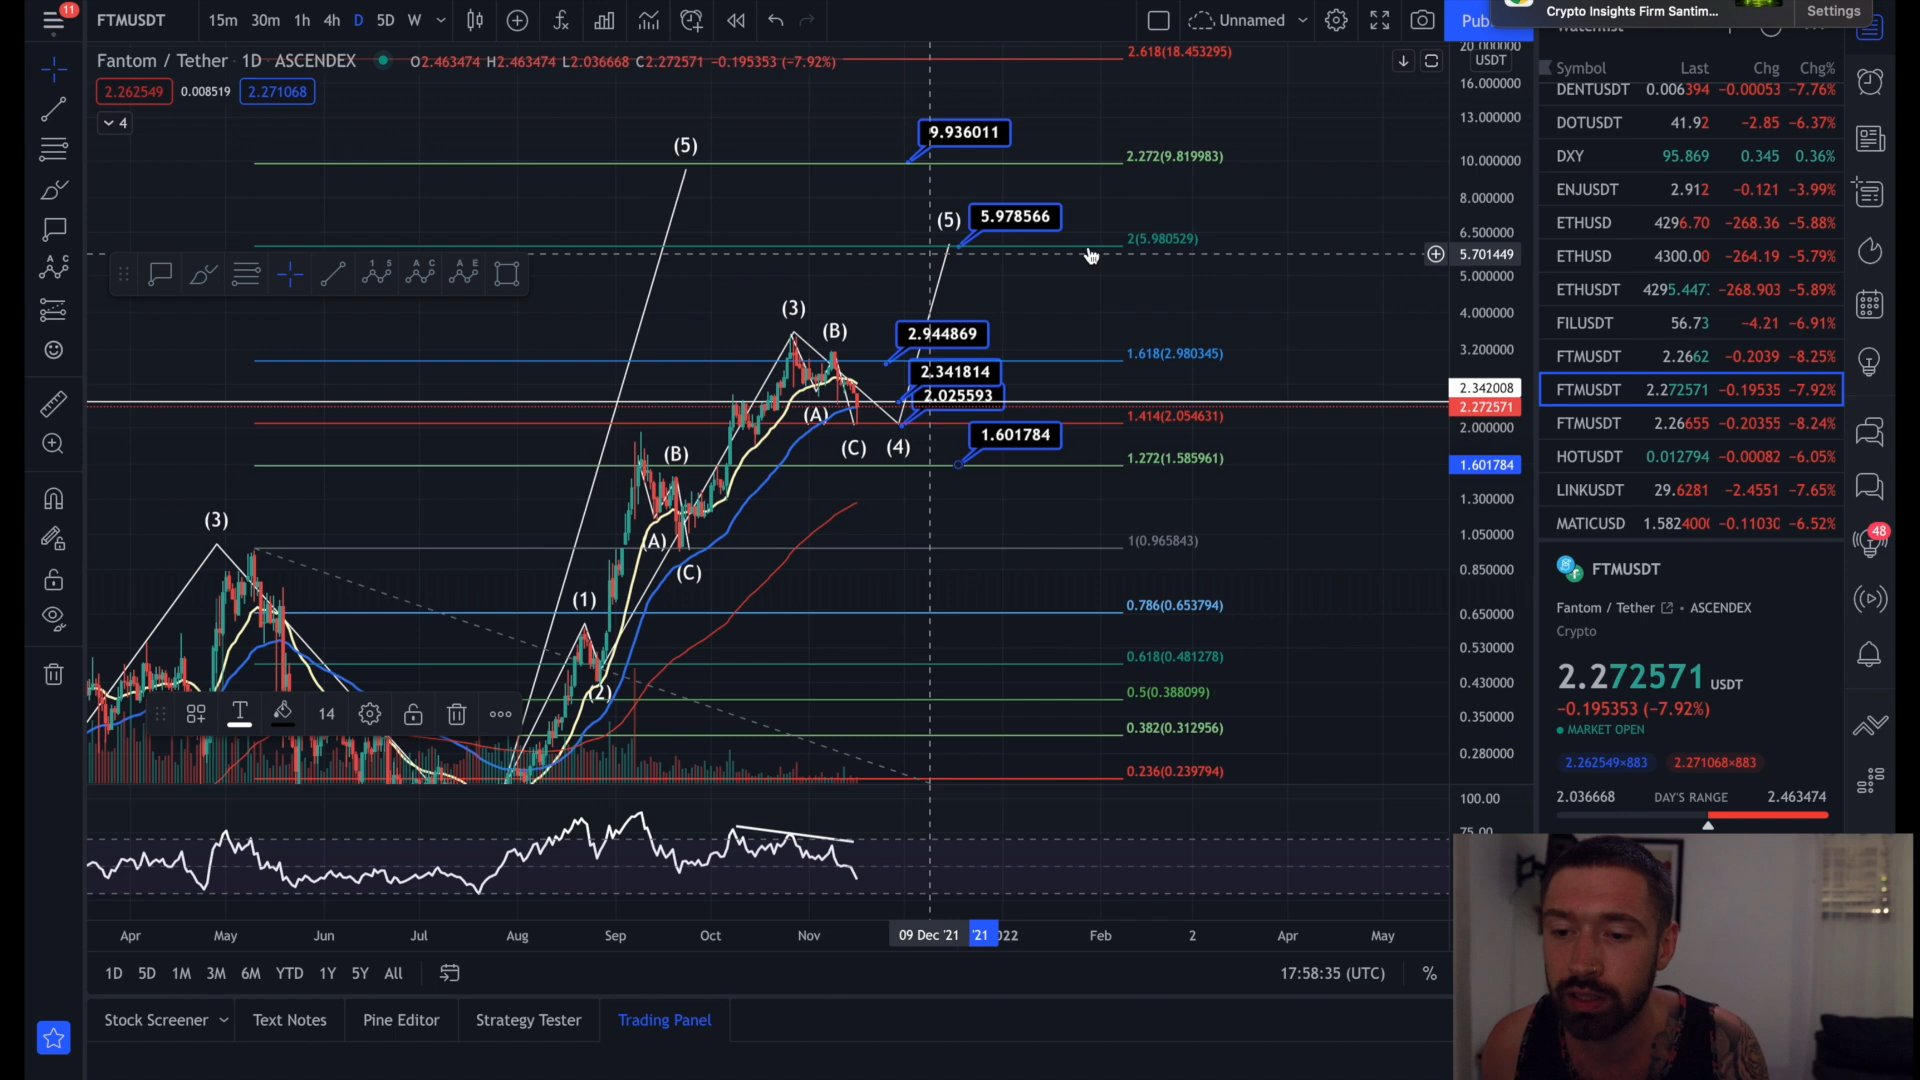 11
FTMUSDT
15m 30m 1h 4h D 5D W
Unnamed
Pub
Crypto Insights Firm Santim...
Settings
Fantom / Tether · 1D · ASCENDEX
O2.463474 H2.463474 L2.036668 C2.272571 −0.195353 (−7.92%)
2.262549 0.008519 2.271068
4
2.618(18.453295)
(5)
9.936011
2.272(9.819983)
(5)
5.978566
2(5.980529)
(3)
(B)
2.944869
1.618(2.980345)
2.341814
2.025593
(A)
1.414(2.054631)
(C)
(4)
1.601784
(B)
1.272(1.585961)
(3)
(A)
1(0.965843)
(C)
(1)
0.786(0.653794)
0.618(0.481278)
(2)
0.5(0.388099)
14
0.382(0.312956)
0.236(0.239794)
USDT
16.000000
13.000000
10.000000
8.000000
6.500000
5.701449
5.000000
4.000000
3.200000
2.342008
2.272571
2.000000
1.601784
1.300000
1.050000
0.850000
0.650000
0.530000
0.430000
0.350000
0.280000
100.00
75.00
Apr May Jun Jul Aug Sep Oct Nov 09 Dec '21 '21 022 Feb 2 Apr May
1D 5D 1M 3M 6M YTD 1Y 5Y All
17:58:35 (UTC) %
Stock Screener Text Notes Pine Editor Strategy Tester Trading Panel
Watchlist
Symbol Last Chg Chg%
DENTUSDT 0.006394 −0.00053 −7.76%
DOTUSDT 41.92 −2.85 −6.37%
DXY 95.869 0.345 0.36%
ENJUSDT 2.912 −0.121 −3.99%
ETHUSD 4296.70 −268.36 −5.88%
ETHUSD 4300.00 −264.19 −5.79%
ETHUSDT 4295.447 −268.903 −5.89%
FILUSDT 56.73 −4.21 −6.91%
FTMUSDT 2.2662 −0.2039 −8.25%
FTMUSDT 2.272571 −0.19535 −7.92%
FTMUSDT 2.26655 −0.20355 −8.24%
HOTUSDT 0.012794 −0.00082 −6.05%
LINKUSDT 29.6281 −2.4551 −7.65%
MATICUSD 1.582400 −0.1103 −6.52%
48
FTMUSDT
Fantom / Tether • ASCENDEX
Crypto
2.272571 USDT
−0.195353 (−7.92%)
MARKET OPEN
2.262549×883 2.271068×883
2.036668 DAY'S RANGE 2.463474